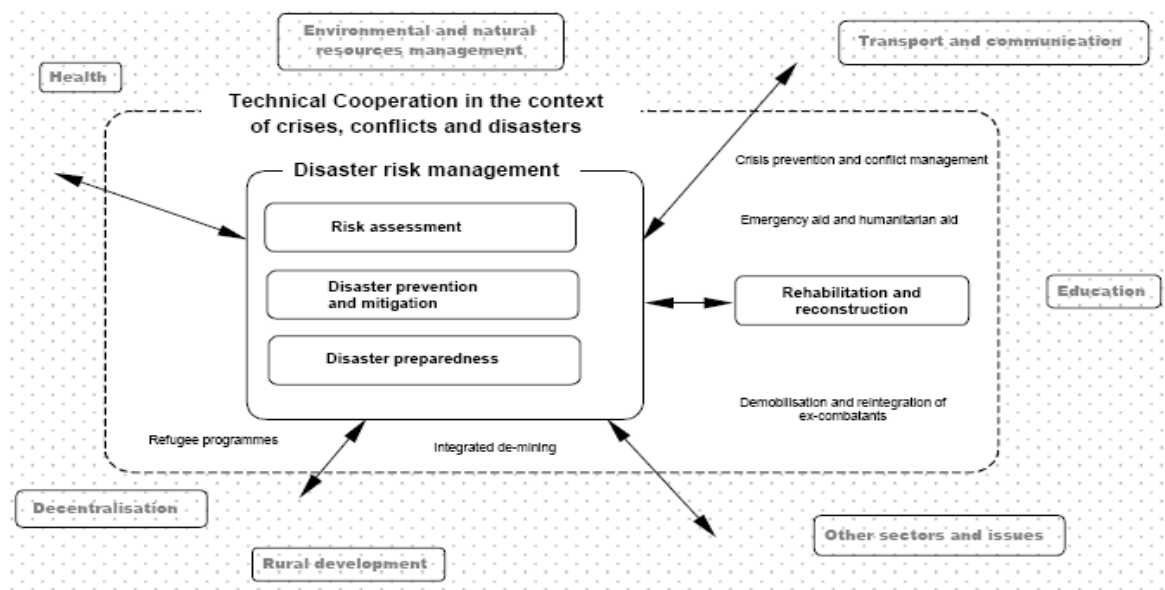 Environmental and natural
resources management
Transport and communication
Health
Technical Cooperation in the context
of crises, conflicts and disasters
Disaster risk management
Crisis prevention and conflict management
Risk assessment
Emergency aid and humanitarian aid
Disaster prevention
and mitigation
Rehabilitation and
reconstruction
Education
Disaster preparedness
Demobilisation and reintegration of
ex-combatants
Refugee programmes
Integrated de-mining
Decentralisation
Other sectors and issues
Rural development